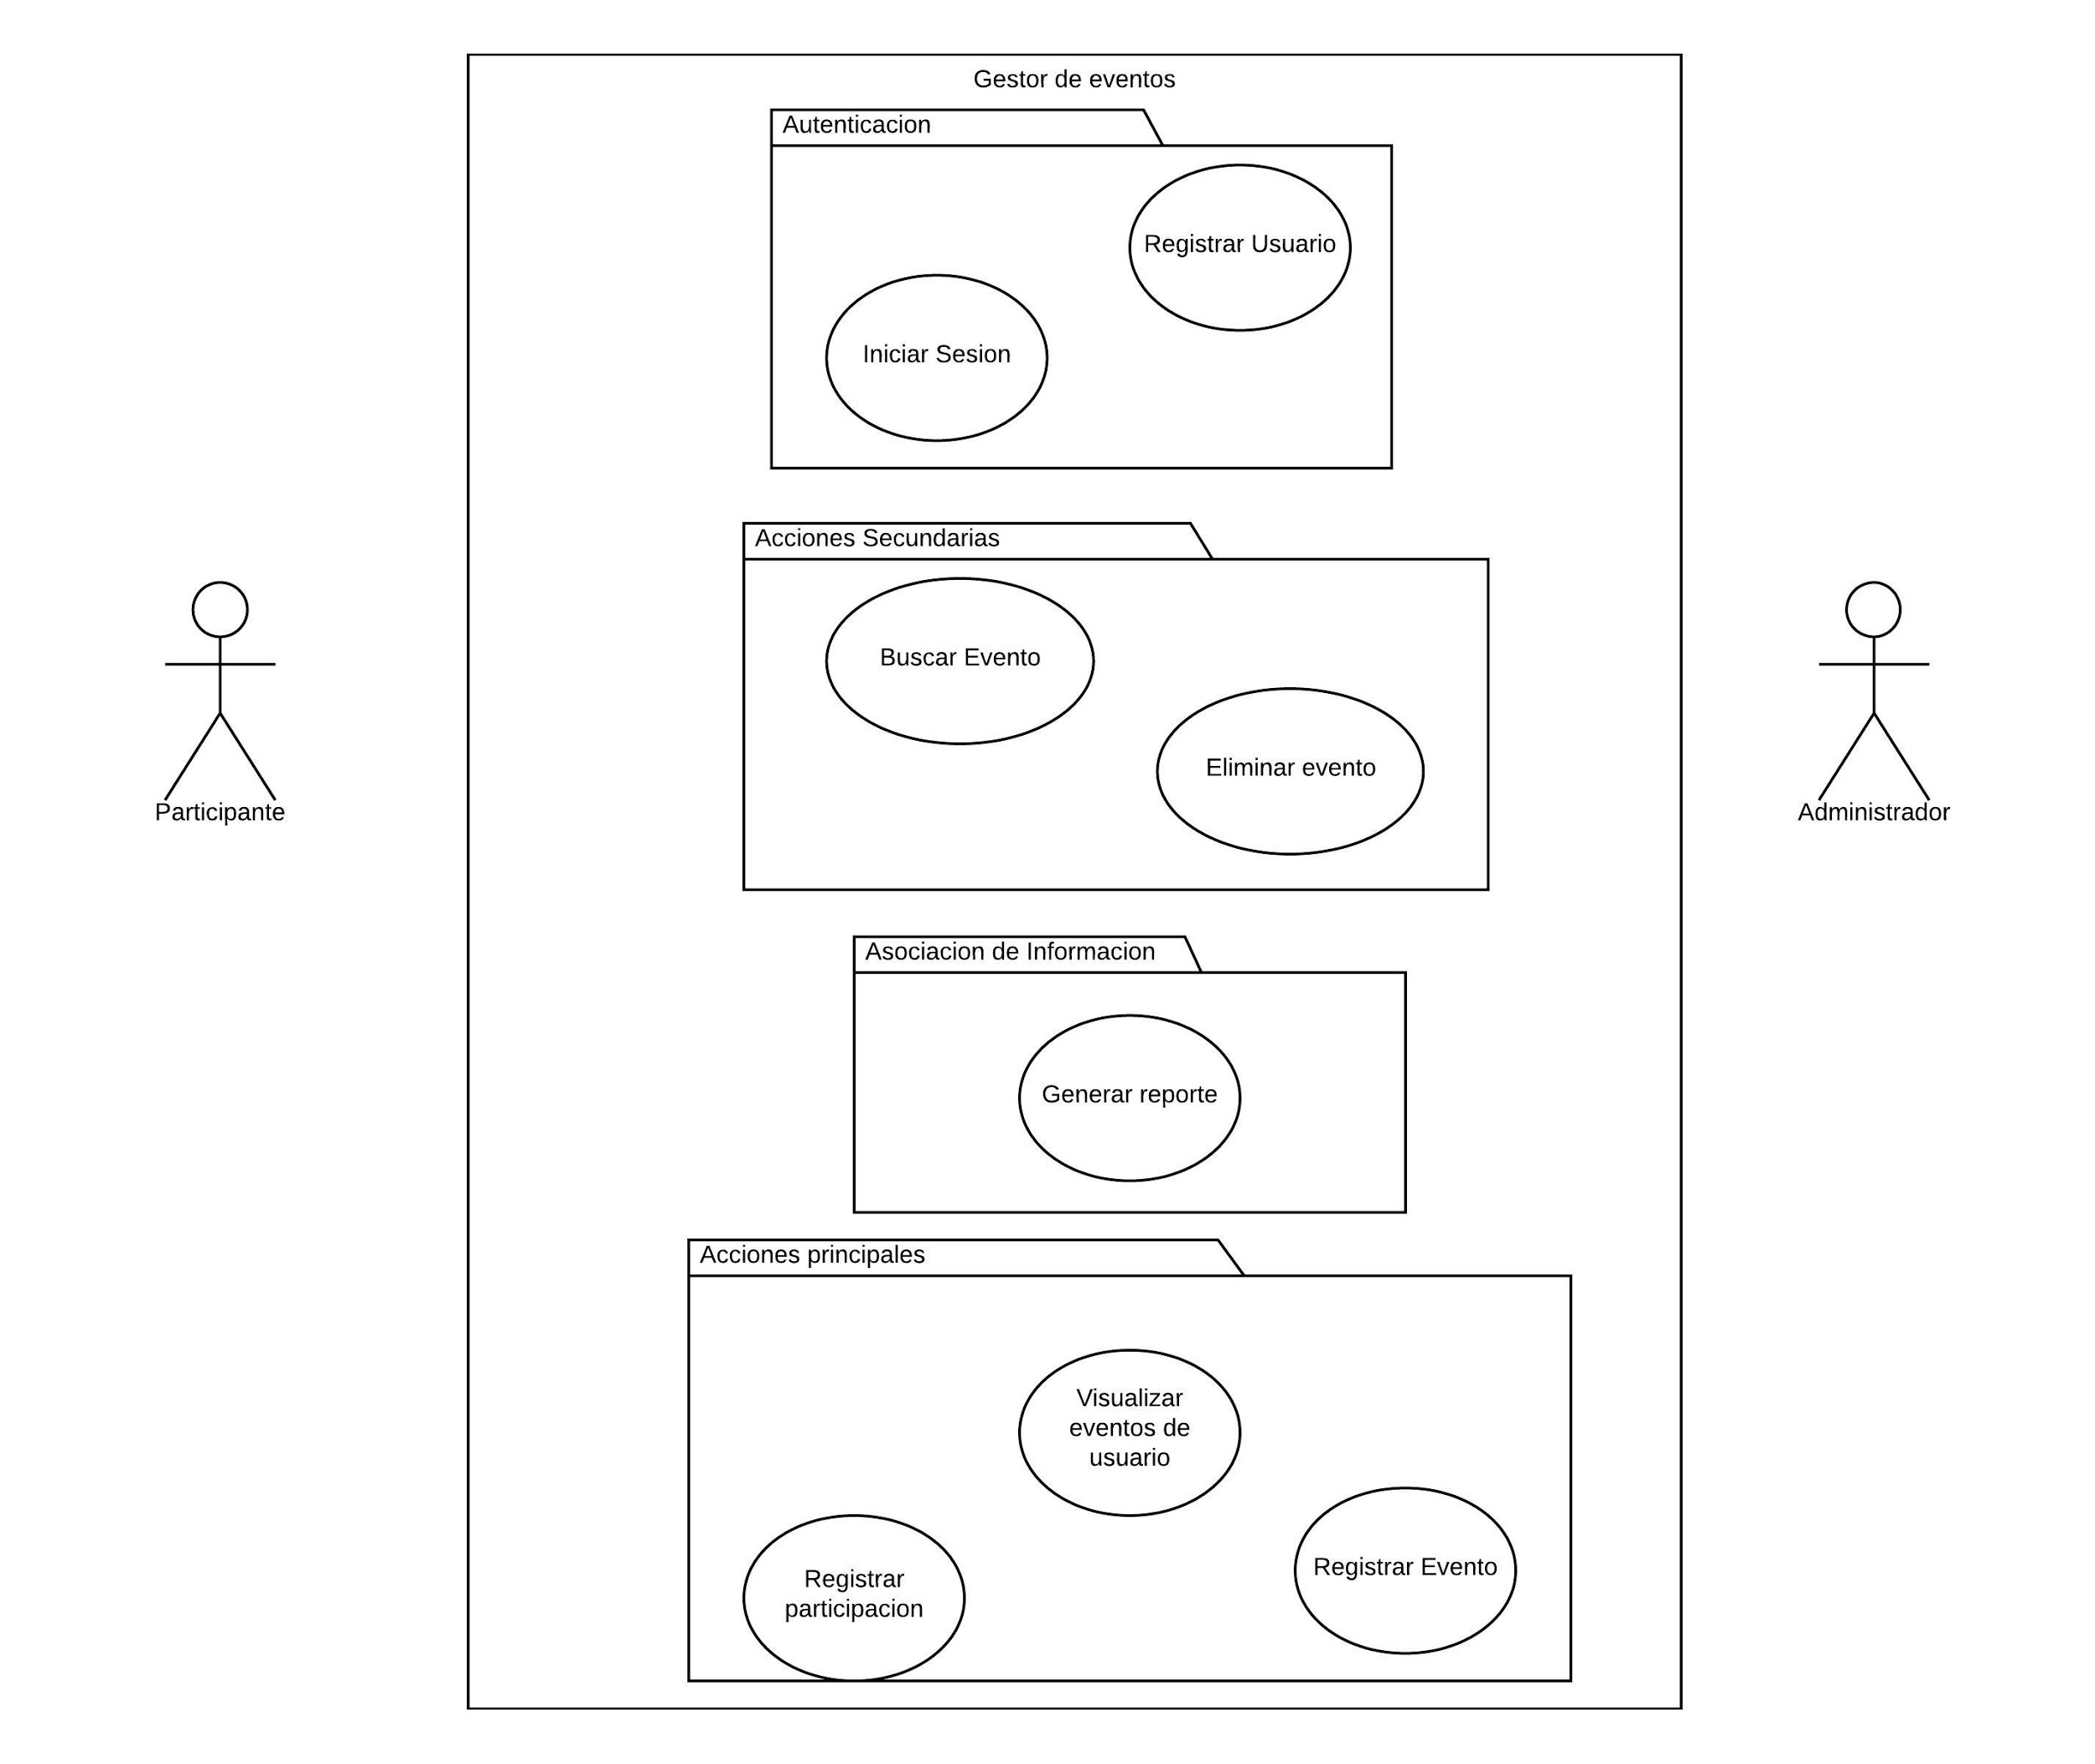 Gestor de eventos
Autenticacion
Registrar Usuario
Iniciar Sesion
Acciones Secundarias
Buscar Evento
Eliminar evento
Participante
Administrador
Asociacion de Informacion
Generar reporte
Acciones principales
Visualizar
eventos de
usuario
Registrar
participacion
Registrar Evento